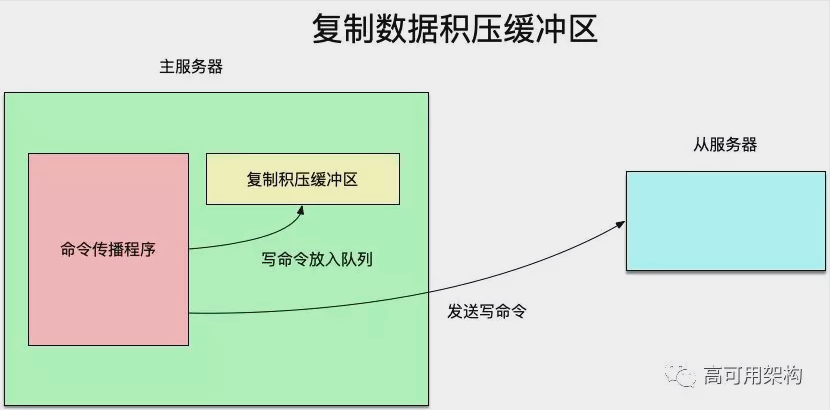 复制数据积压缓冲区
主服务器
从服务器
复制积压缓冲区
命令传播程序
写命令放入队列
发送写命令
高可用架构